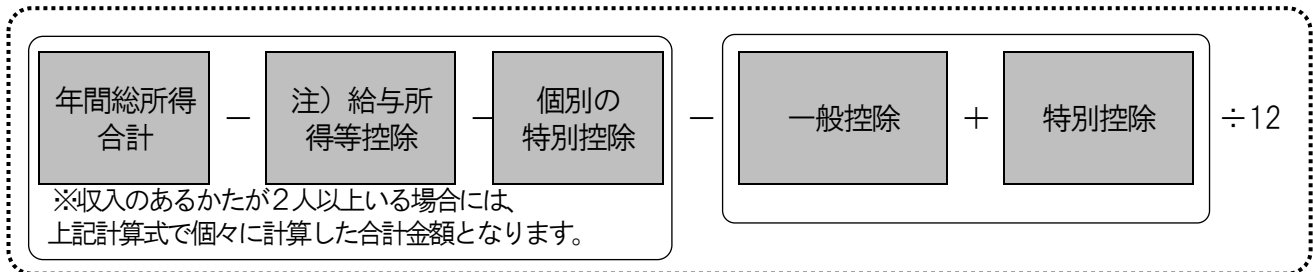 年間総所得
合計
−
注）給与所
得等控除
−
個別の
特別控除
−
一般控除
＋
特別控除
÷12
※収入のあるかたが２人以上いる場合には、
上記計算式で個々に計算した合計金額となります。